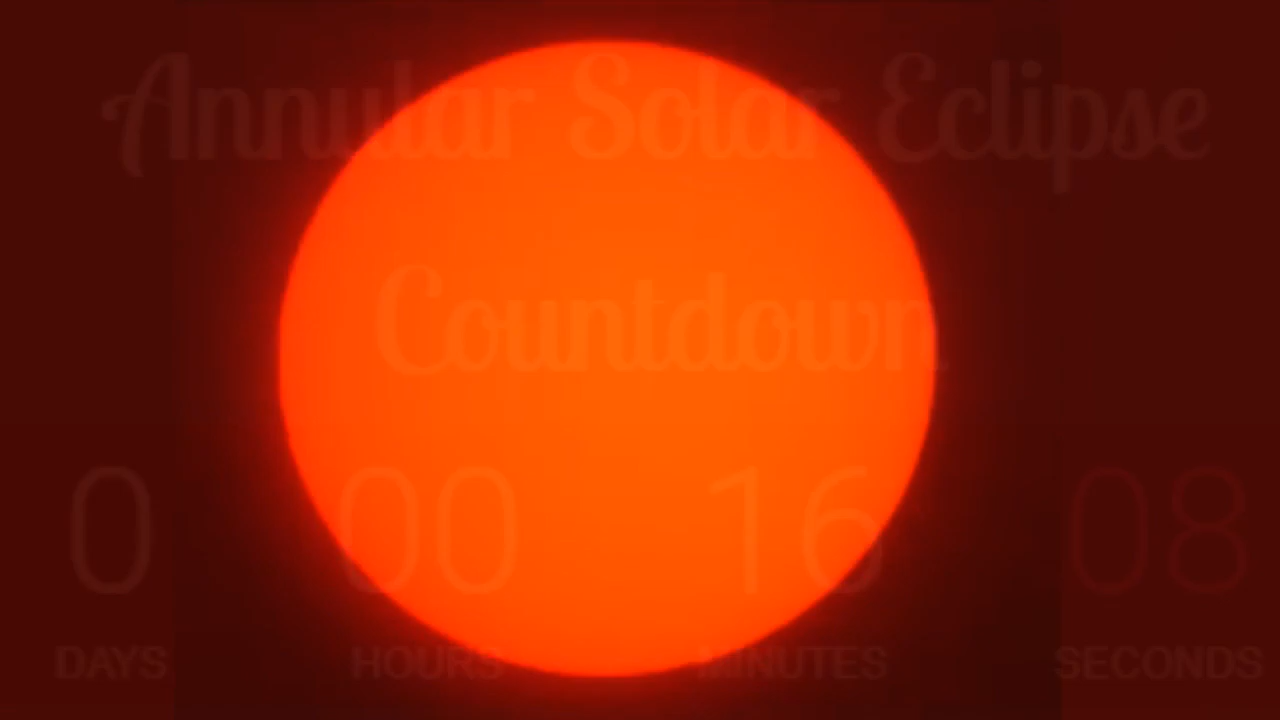 Annular Solar Eclipse
Countdown
0 00 16 08
DAYS HOURS MINUTES SECONDS